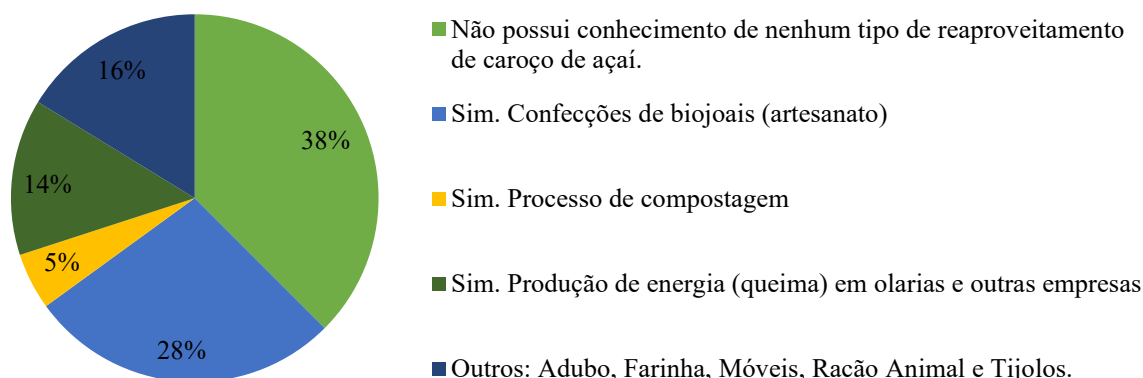 16%
38%
14%
5%
28%
Não possui conhecimento de nenhum tipo de reaproveitamento
de caroço de açaí.
Sim. Confecções de biojoais (artesanato)
Sim. Processo de compostagem
Sim. Produção de energia (queima) em olarias e outras empresas
Outros: Adubo, Farinha, Móveis, Ração Animal e Tijolos.